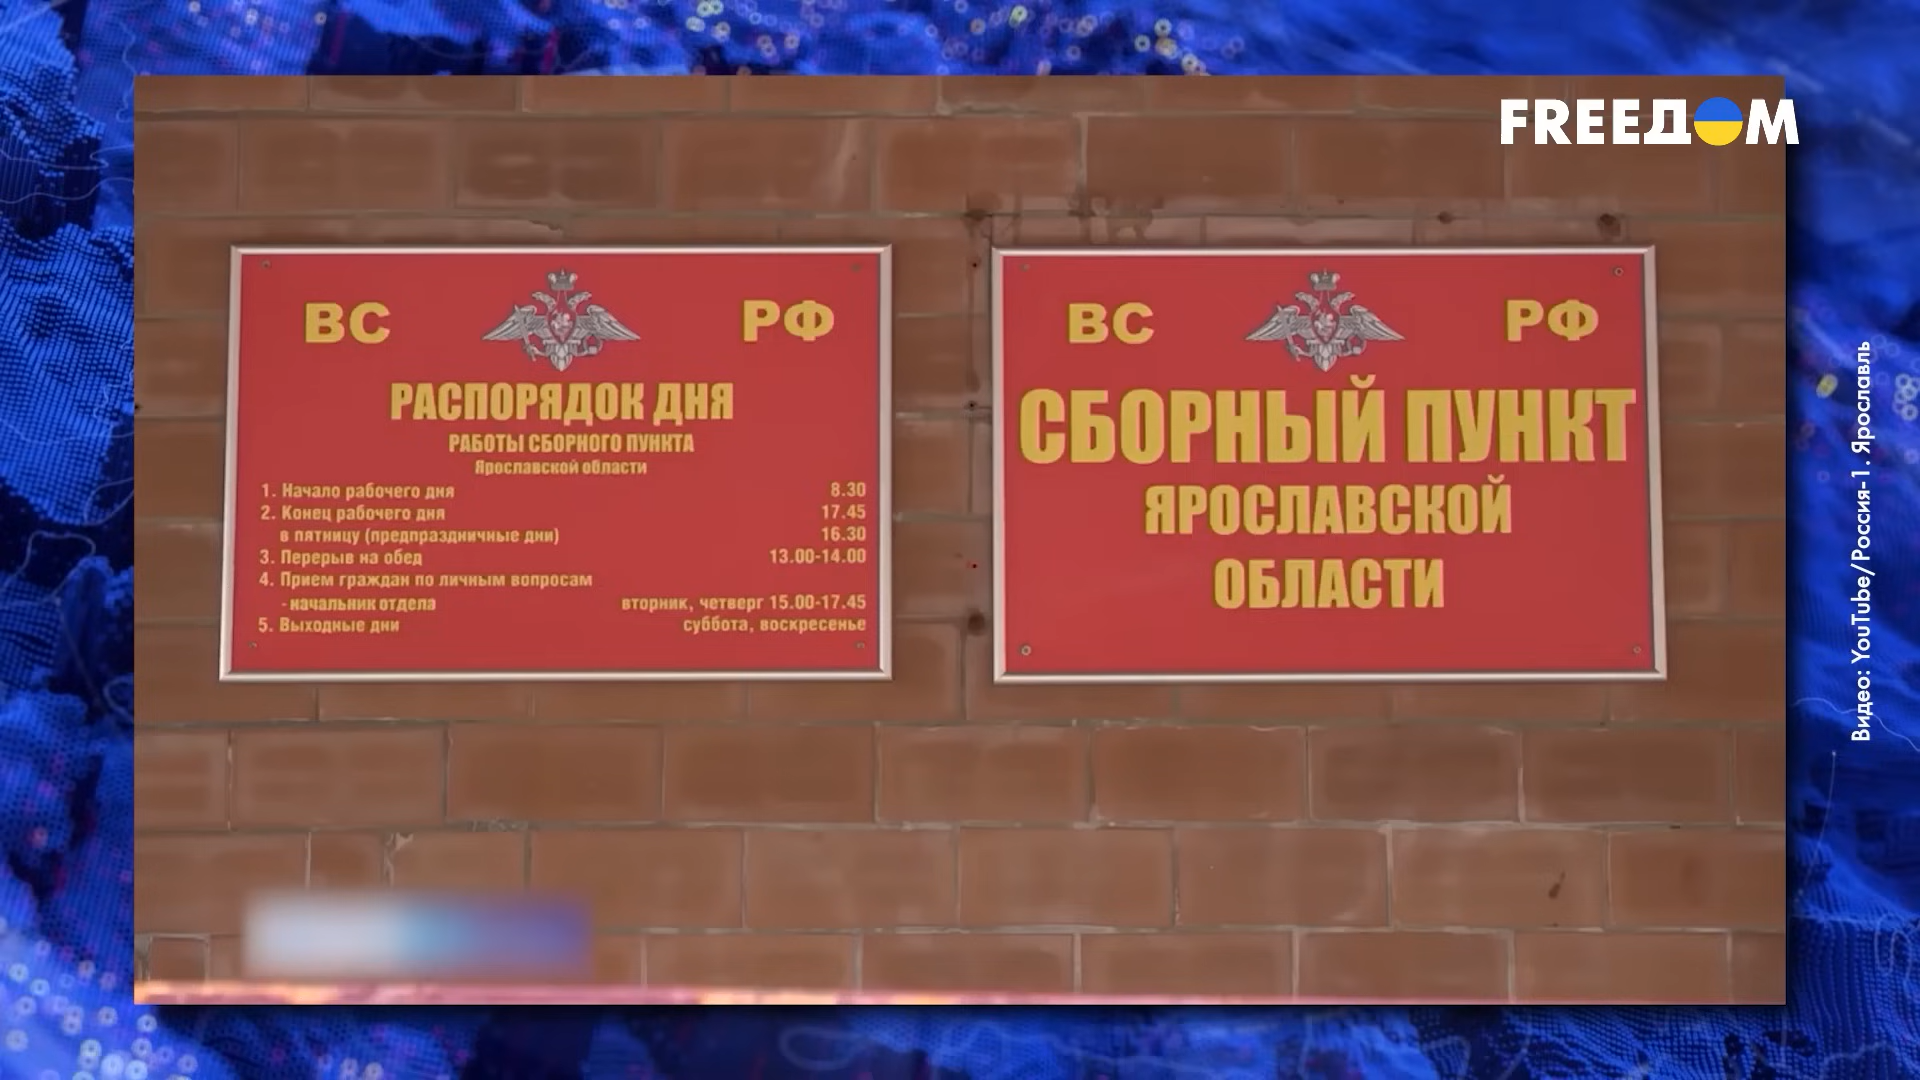 FREEДOM
ВС РФ
РАСПОРЯДОК ДНЯ
РАБОТЫ СБОРНОГО ПУНКТА
Ярославской области
1. Начало рабочего дня 8.30
2. Конец рабочего дня 17.45
в пятницу (предпраздничные дни) 16.30
3. Перерыв на обед 13.00-14.00
4. Прием граждан по личным вопросам
- начальник отдела вторник, четверг 15.00-17.45
5. Выходные дни суббота, воскресенье
ВС РФ
СБОРНЫЙ ПУНКТ
ЯРОСЛАВСКОЙ
ОБЛАСТИ
Видео: YouTube/Россия-1. Ярославль